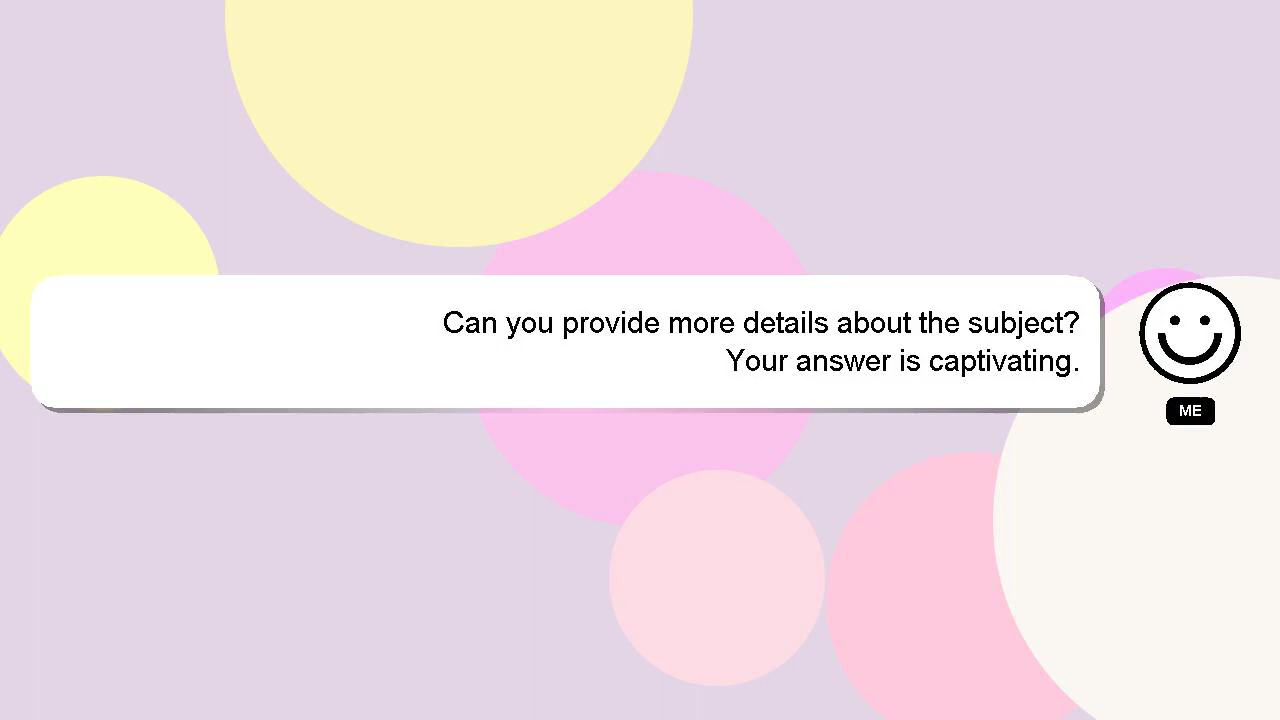 Can you provide more details about the subject?
Your answer is captivating.
ME